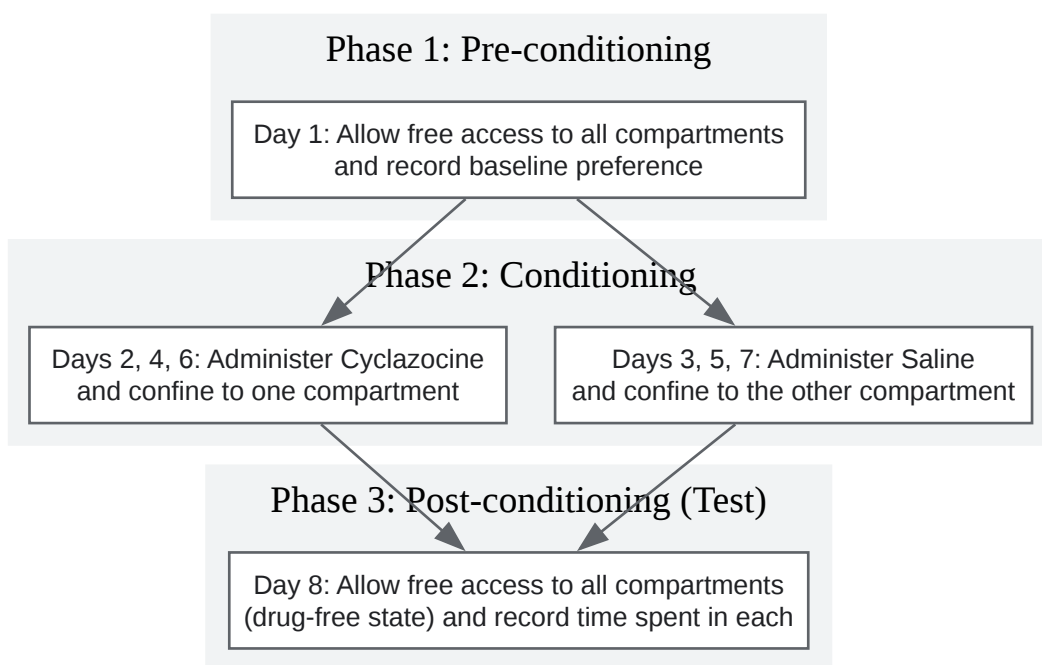 Phase 1: Pre-conditioning
Day 1: Allow free access to all compartments
and record baseline preference
Phase 2: Conditioning
Days 2, 4, 6: Administer Cyclazocine
and confine to one compartment
Days 3, 5, 7: Administer Saline
and confine to the other compartment
Phase 3: Post-conditioning (Test)
Day 8: Allow free access to all compartments
(drug-free state) and record time spent in each